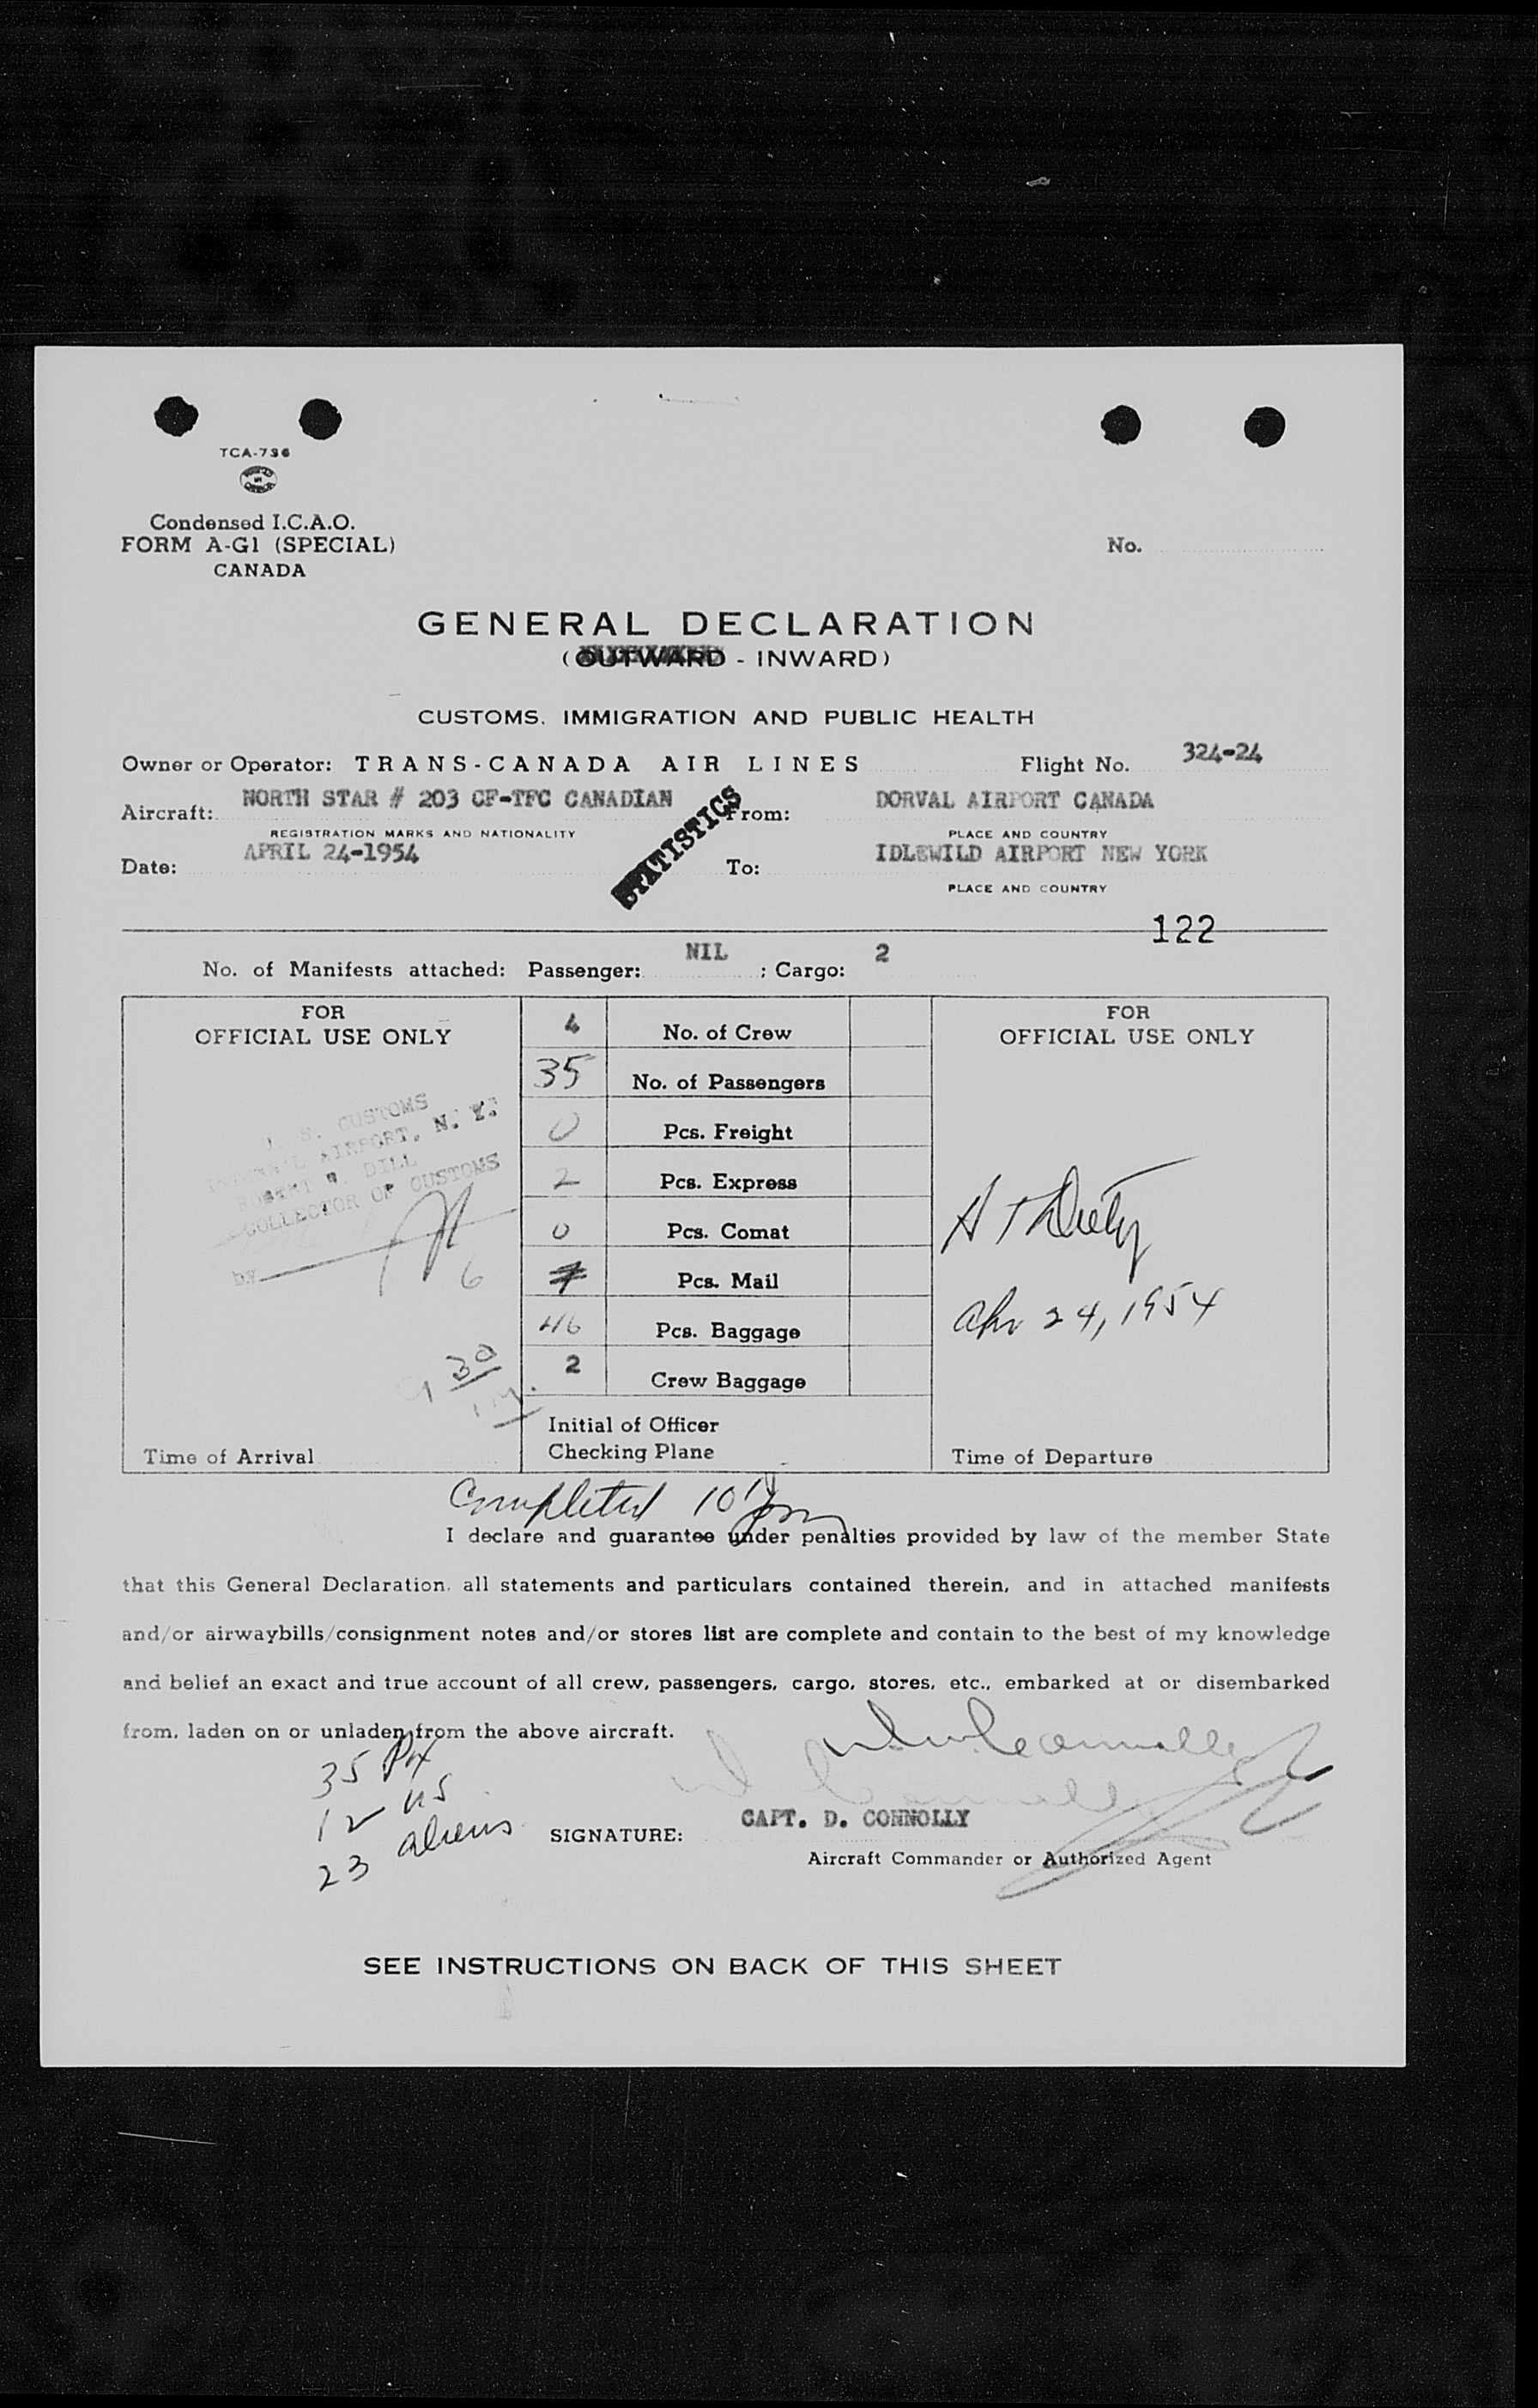 TCA-736
Condensed I.C.A.O.
FORM A-G1 (SPECIAL)
CANADA
No.
GENERAL DECLARATION
(OUTWARD - INWARD)
CUSTOMS, IMMIGRATION AND PUBLIC HEALTH
Owner or Operator: TRANS-CANADA AIR LINES Flight No. 324-24
Aircraft: NORTH STAR # 203 CF-TFC CANADIAN From: DORVAL AIRPORT CANADA
REGISTRATION MARKS AND NATIONALITY PLACE AND COUNTRY
STATISTICS
Date: APRIL 24-1954 To: IDLEWILD AIRPORT NEW YORK
PLACE AND COUNTRY
122
No. of Manifests attached: Passenger: NIL ; Cargo: 2
FOR
OFFICIAL USE ONLY
U. S. CUSTOMS
AIRPORT, N. Y.
ROBERT W. DILL
COLLECTOR OF CUSTOMS
by
6
9 30
Time of Arrival
4 No. of Crew
35 No. of Passengers
0 Pcs. Freight
2 Pcs. Express
0 Pcs. Comat
7 Pcs. Mail
46 Pcs. Baggage
2 Crew Baggage
Initial of Officer
Checking Plane
FOR
OFFICIAL USE ONLY
Apr 24, 1954
Time of Departure
Completed
I declare and guarantee under penalties provided by law of the member State
that this General Declaration, all statements and particulars contained therein, and in attached manifests
and/or airwaybills/consignment notes and/or stores list are complete and contain to the best of my knowledge
and belief an exact and true account of all crew, passengers, cargo, stores, etc., embarked at or disembarked
from, laden on or unladen from the above aircraft.
35 Px
12 US
23 aliens
SIGNATURE: CAPT. D. CONNOLLY
Aircraft Commander or Authorized Agent
SEE INSTRUCTIONS ON BACK OF THIS SHEET